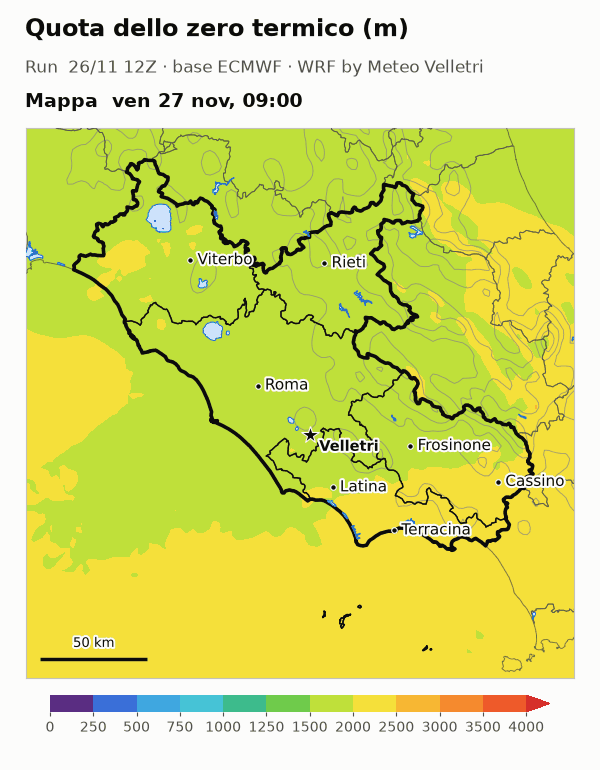 Quota dello zero termico (m)
Run  26/11 12Z · base ECMWF · WRF by Meteo Velletri
Mappa  ven 27 nov, 09:00
Viterbo
Rieti
Roma
Velletri
Frosinone
Latina
Cassino
Terracina
50 km
0 250 500 750 1000 1250 1500 2000 2500 3000 3500 4000